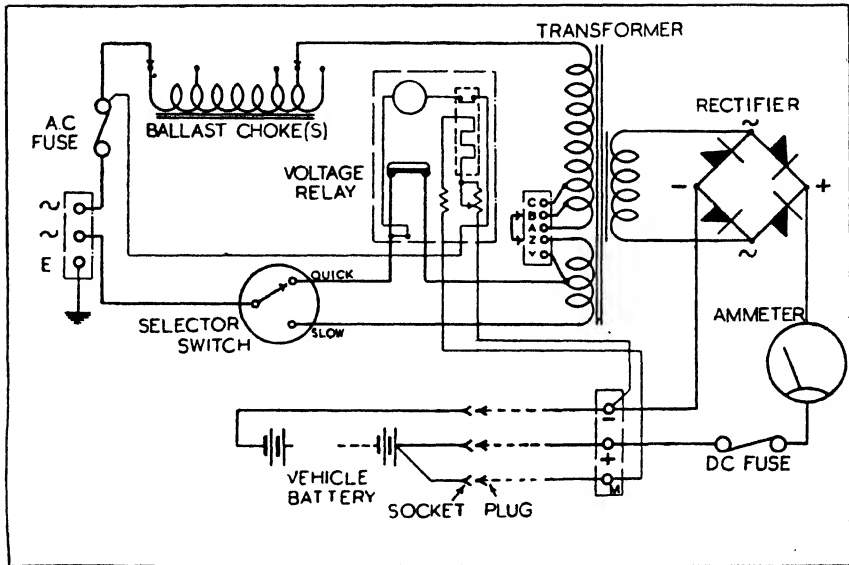 TRANSFORMER
RECTIFIER
A.C
FUSE
BALLAST CHOKE(S)
VOLTAGE
RELAY
~
- +
~
C
B
A
Z
Y
~
~
E
QUICK
SELECTOR
SWITCH
SLOW
AMMETER
-
+
M
DC FUSE
VEHICLE
BATTERY
SOCKET PLUG